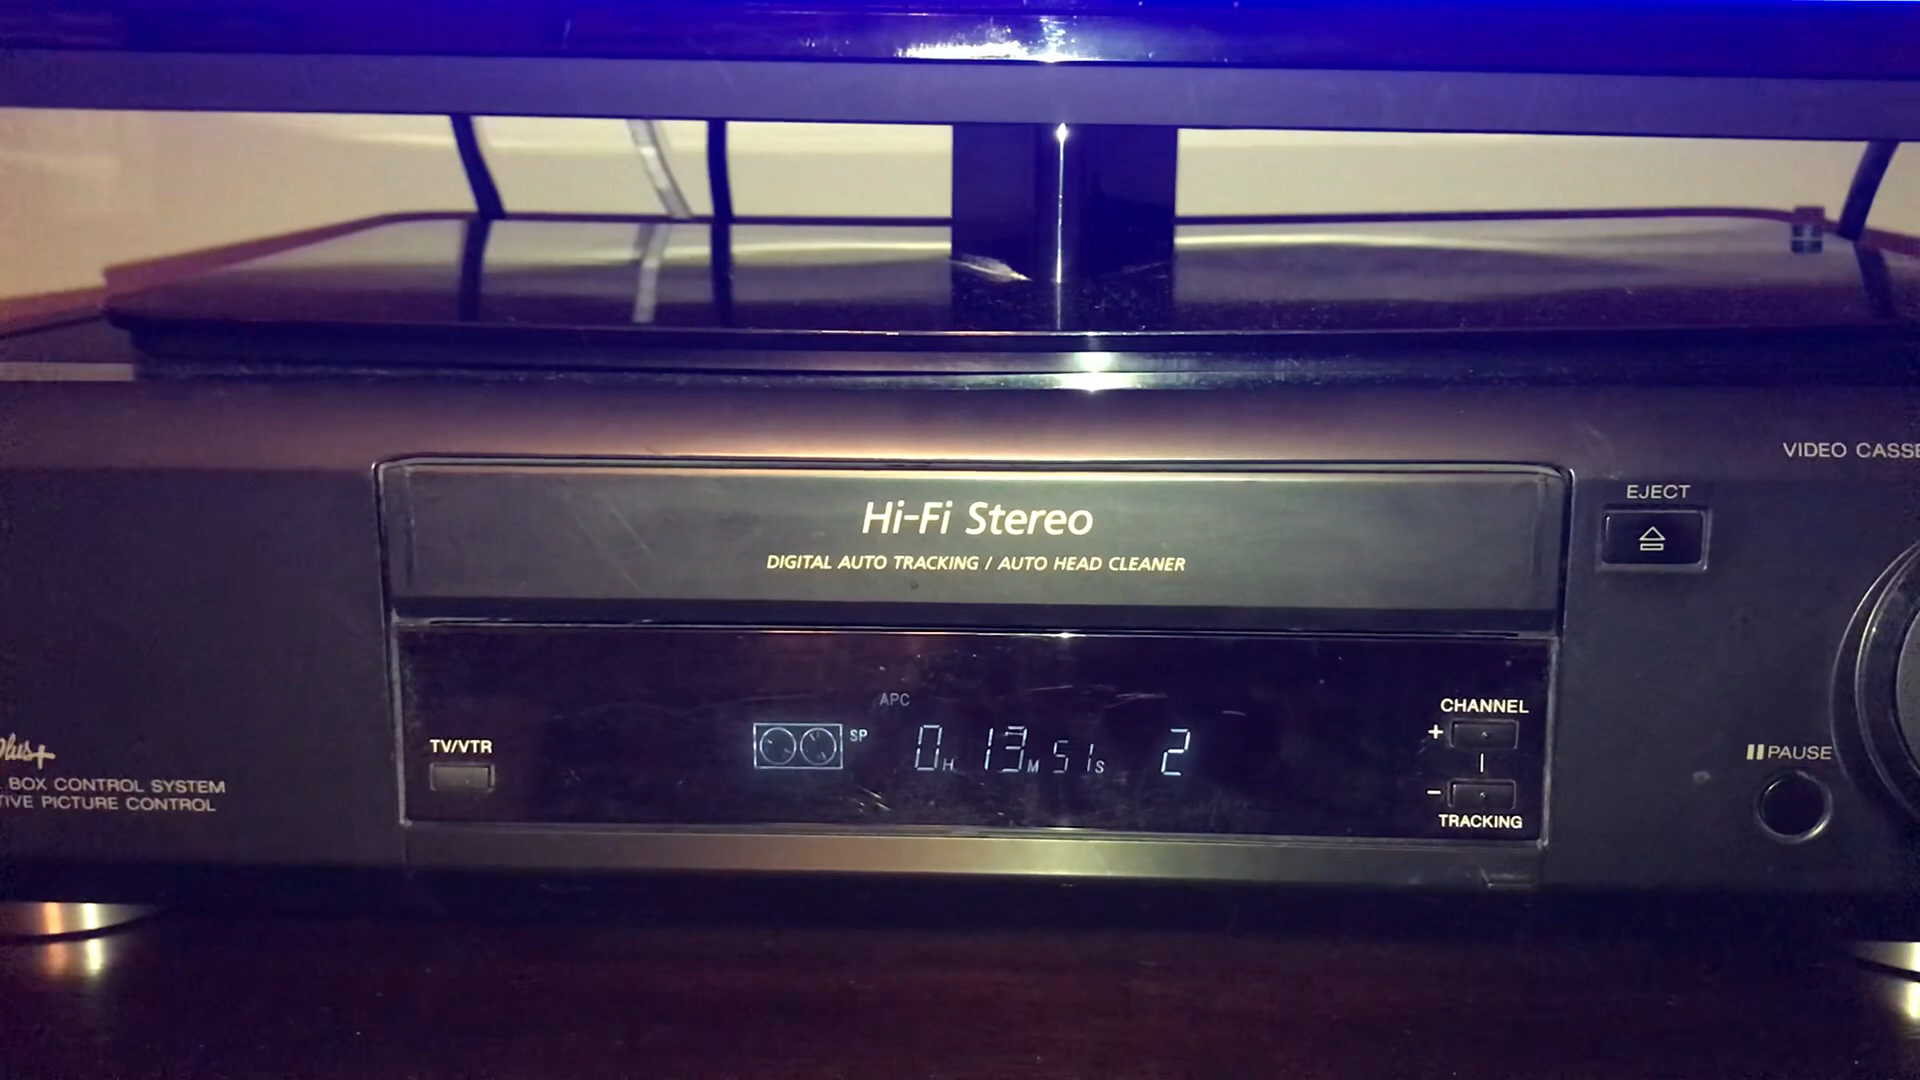 VIDEO CASSE
EJECT
Hi-Fi Stereo
DIGITAL AUTO TRACKING / AUTO HEAD CLEANER
APC
SP 0H 13M 51S 2
CHANNEL
+
-
TRACKING
TV/VTR
PAUSE
Plus+
BOX CONTROL SYSTEM
TIVE PICTURE CONTROL